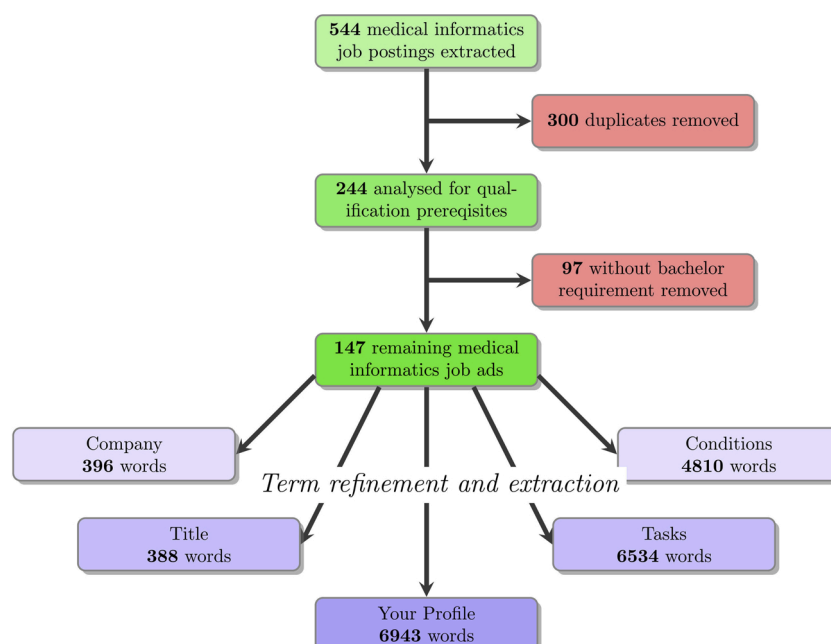 544 medical informatics
job postings extracted
300 duplicates removed
244 analysed for qual-
ification prereqisites
97 without bachelor
requirement removed
147 remaining medical
informatics job ads
Company
396 words
Conditions
4810 words
Term refinement and extraction
Title
388 words
Tasks
6534 words
Your Profile
6943 words